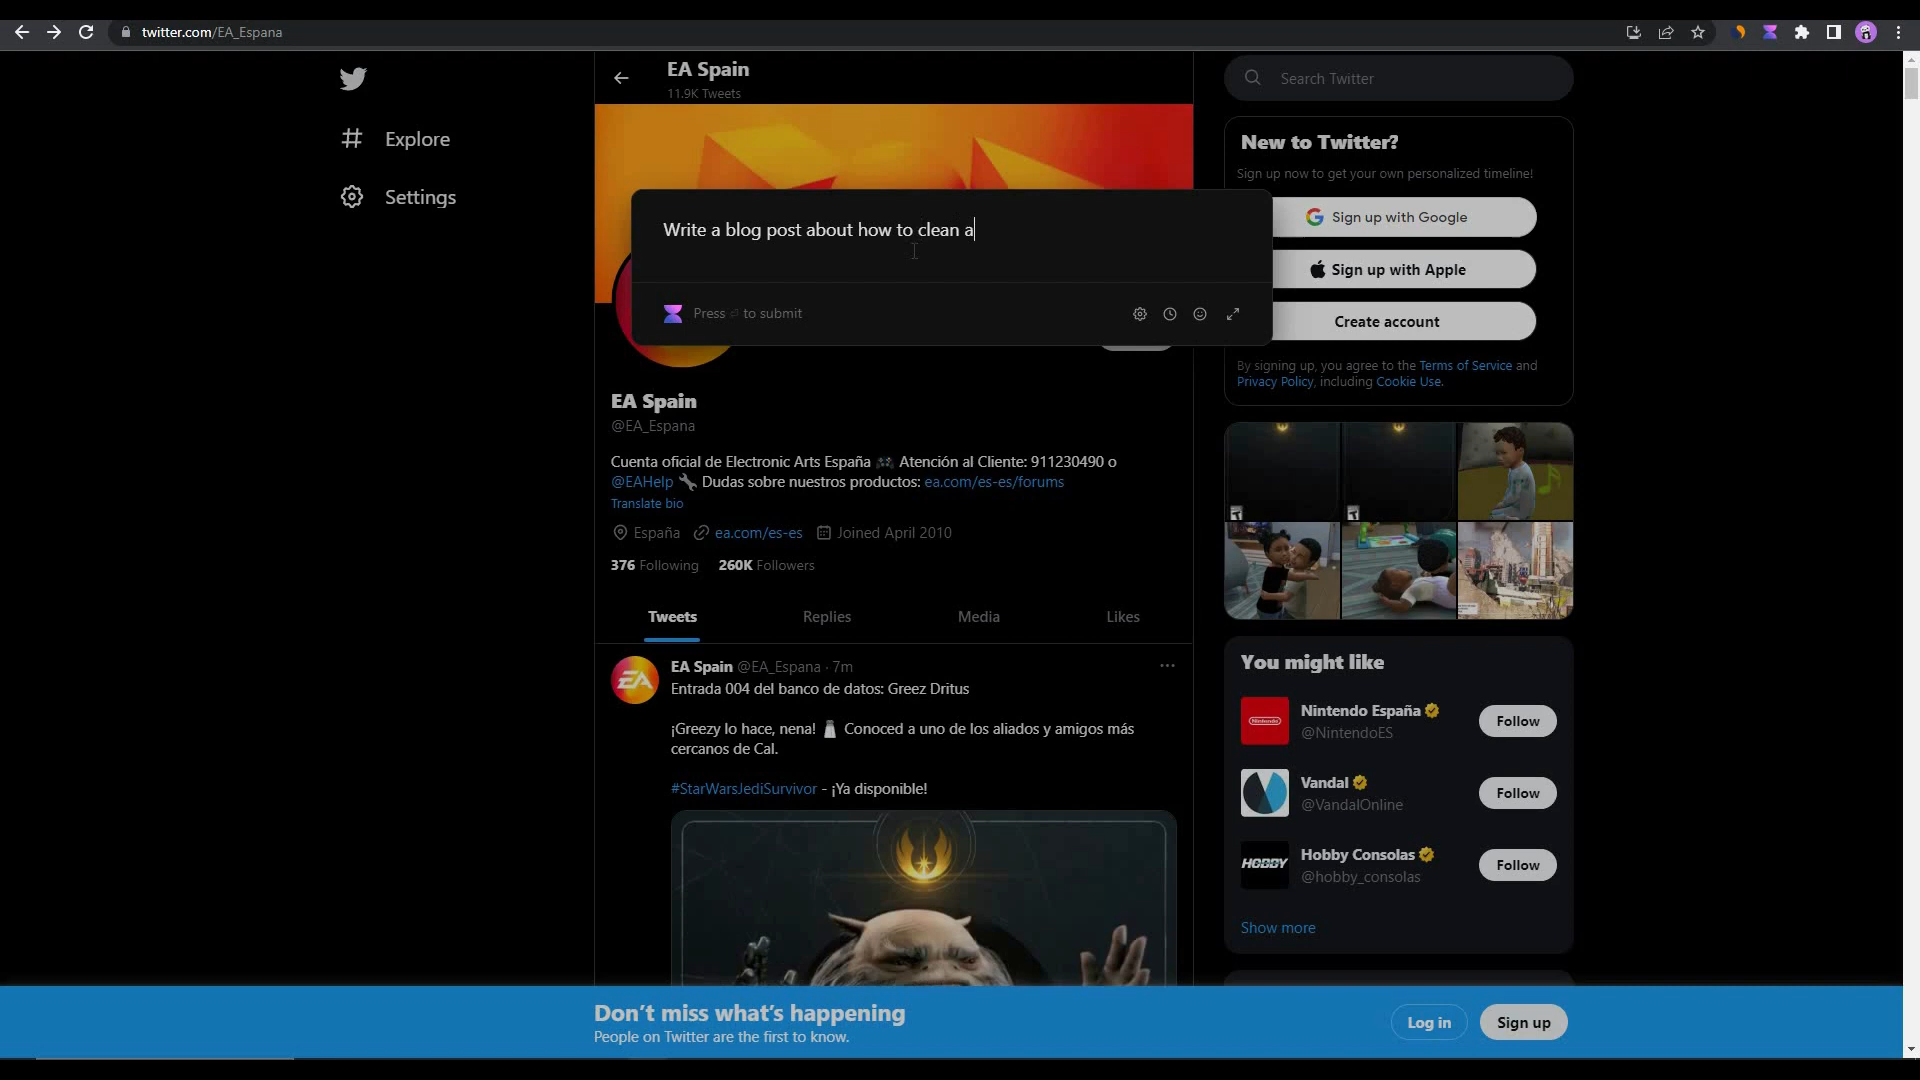 twitter.com/EA_Espana
EA Spain
11.9K Tweets
Search Twitter
Explore
Settings
New to Twitter?
Sign up now to get your own personalized timeline!
Sign up with Google
Sign up with Apple
Create account
By signing up, you agree to the Terms of Service and
Privacy Policy, including Cookie Use.
Write a blog post about how to clean a
Press ⏎ to submit
EA Spain
@EA_Espana
Cuenta oficial de Electronic Arts España 🎮 Atención al Cliente: 911230490 o
@EAHelp 🔧 Dudas sobre nuestros productos: ea.com/es-es/forums
Translate bio
España ea.com/es-es Joined April 2010
376 Following 260K Followers
Tweets Replies Media Likes
EA Spain @EA_Espana · 7m
Entrada 004 del banco de datos: Greez Dritus
¡Greezy lo hace, nena! 🧂 Conoced a uno de los aliados y amigos más
cercanos de Cal.
#StarWarsJediSurvivor - ¡Ya disponible!
You might like
Nintendo España
@NintendoES
Follow
Vandal
@VandalOnline
Follow
HOBBY
Hobby Consolas
@hobby_consolas
Follow
Show more
Don't miss what's happening
People on Twitter are the first to know.
Log in
Sign up